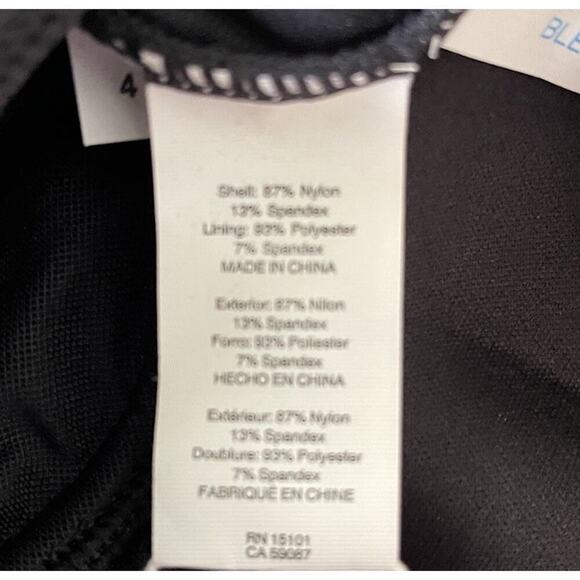 4
BLE
Shell: 87% Nylon
13% Spandex
Lining: 93% Polyester
7% Spandex
MADE IN CHINA
Exterior: 87% Nilon
13% Spandex
Forro: 93% Poliester
7% Spandex
HECHO EN CHINA
Extérieur: 87% Nylon
13% Spandex
Doublure: 93% Polyester
7% Spandex
FABRIQUÉ EN CHINE
RN 15101
CA 59087